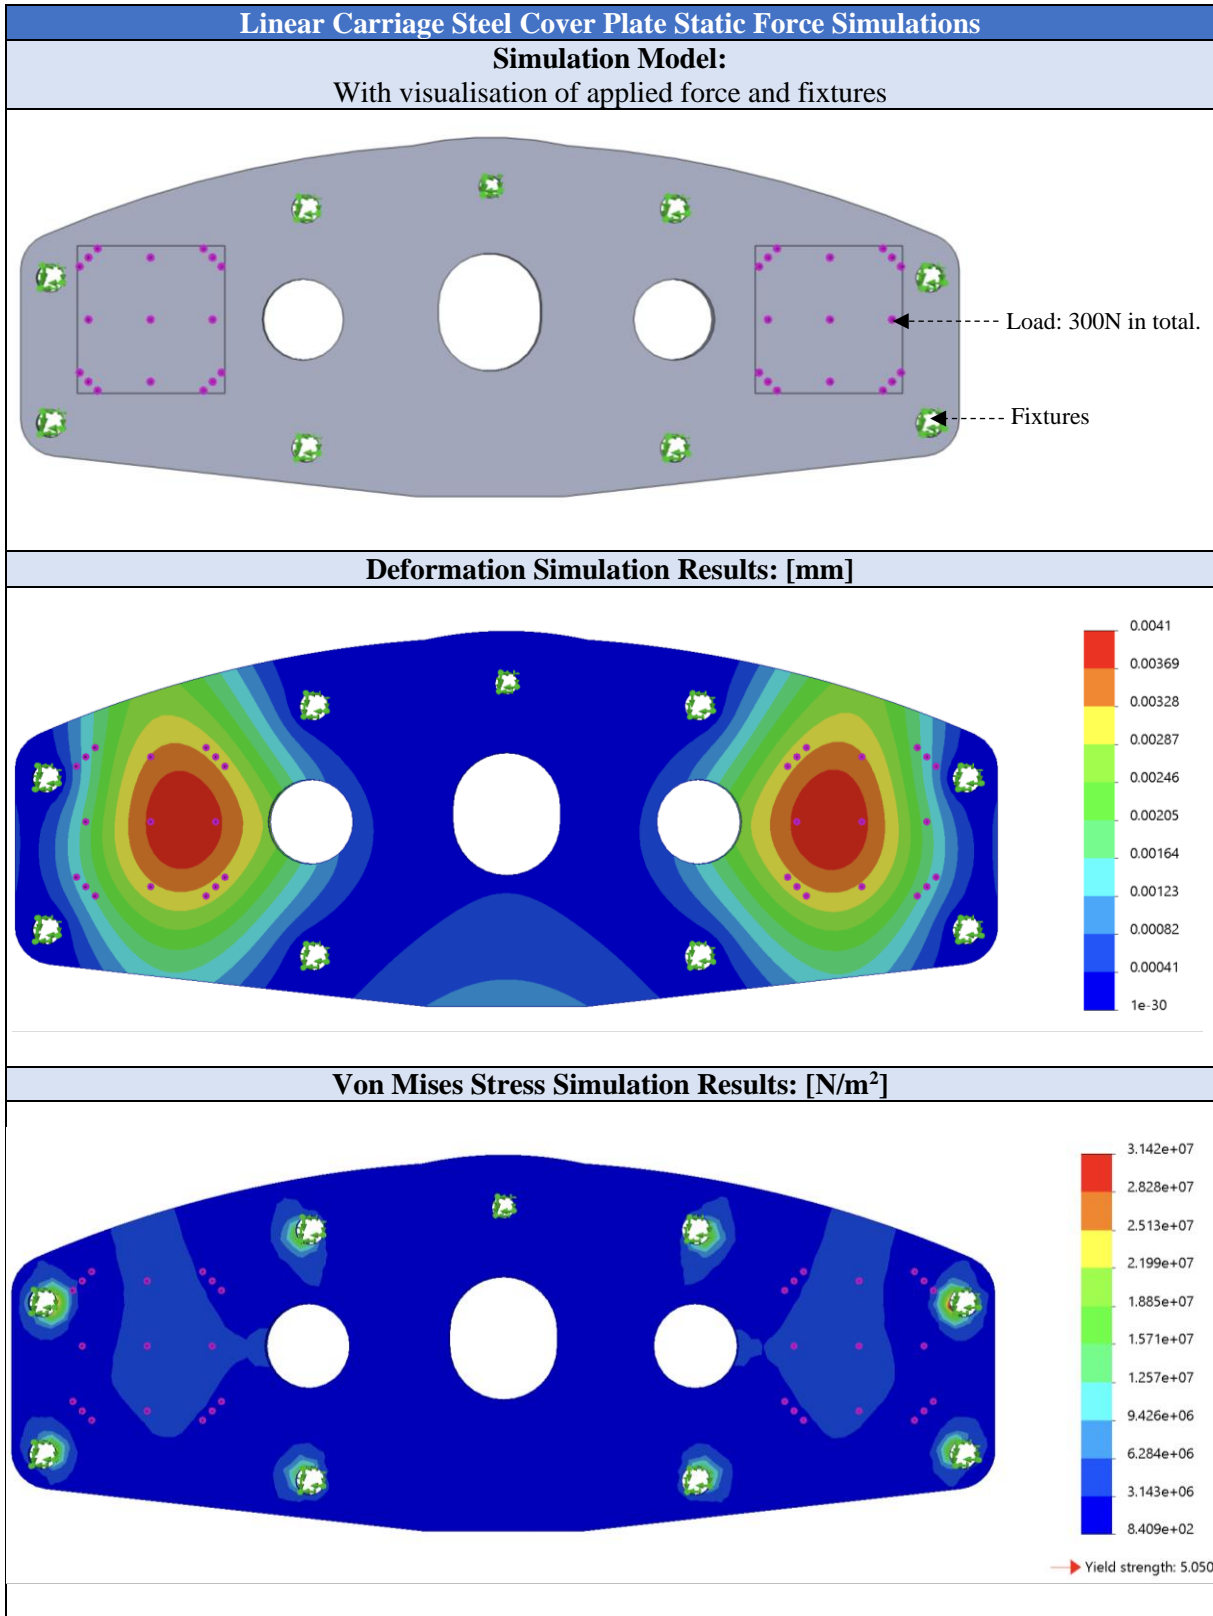 Linear Carriage Steel Cover Plate Static Force Simulations
Simulation Model:
With visualisation of applied force and fixtures
Load: 300N in total.
Fixtures
Deformation Simulation Results: [mm]
0.0041
0.00369
0.00328
0.00287
0.00246
0.00205
0.00164
0.00123
0.00082
0.00041
1e-30
Von Mises Stress Simulation Results: [N/m²]
3.142e+07
2.828e+07
2.513e+07
2.199e+07
1.885e+07
1.571e+07
1.257e+07
9.426e+06
6.284e+06
3.143e+06
8.409e+02
Yield strength: 5.050